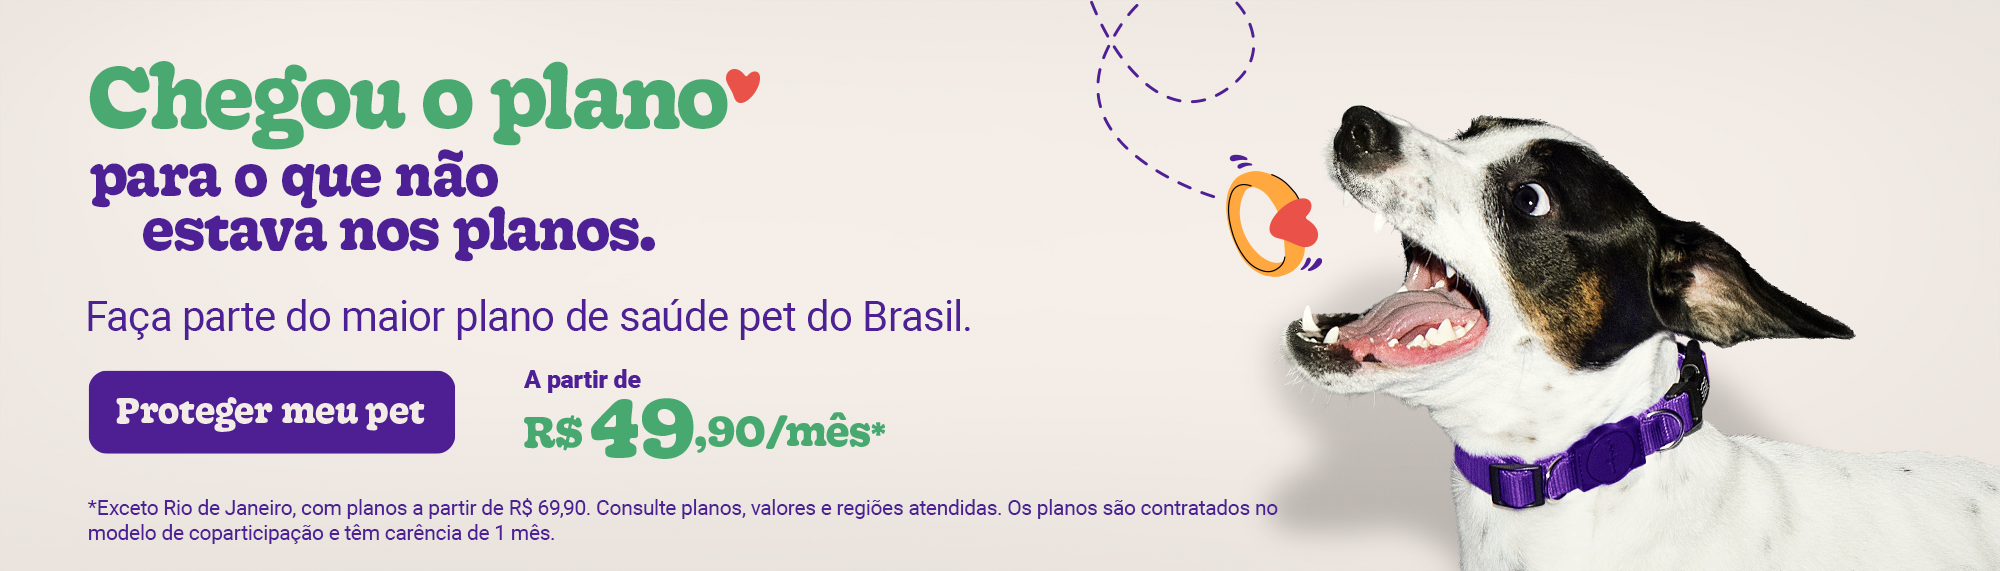 Chegou o plano
para o que não
estava nos planos.
Faça parte do maior plano de saúde pet do Brasil.
Proteger meu pet
A partir de
R$ 49,90/mês*
*Exceto Rio de Janeiro, com planos a partir de R$ 69,90. Consulte planos, valores e regiões atendidas. Os planos são contratados no
modelo de coparticipação e têm carência de 1 mês.